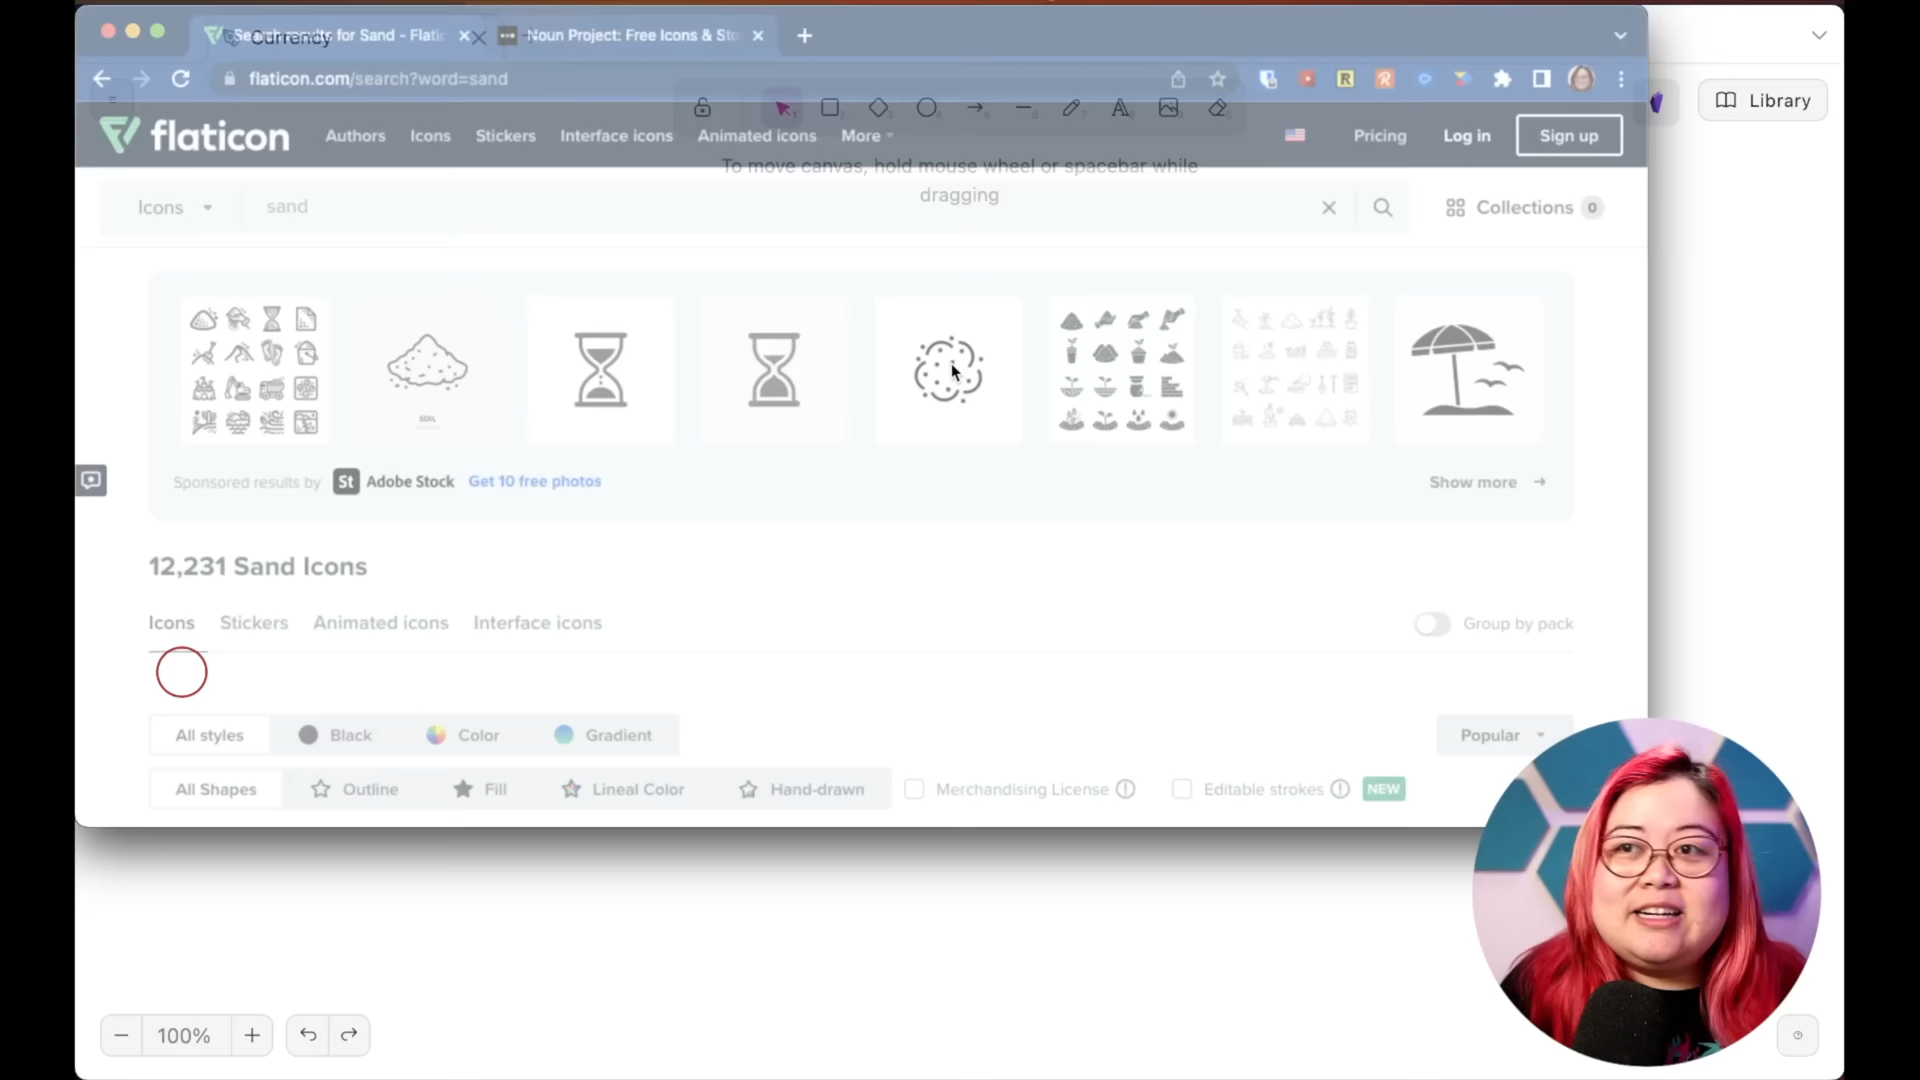 Search results for Sand - Flatic
Currency
Noun Project: Free Icons & Sto
flaticon.com/search?word=sand
Library
flaticon
Authors
Icons
Stickers
Interface icons
Animated icons
More
Pricing
Log in
Sign up
To move canvas, hold mouse wheel or spacebar while
dragging
Icons
sand
Collections
0
SOIL
Sponsored results by
St
Adobe Stock
Get 10 free photos
Show more
12,231 Sand Icons
Icons
Stickers
Animated icons
Interface icons
Group by pack
All styles
Black
Color
Gradient
Popular
All Shapes
Outline
Fill
Lineal Color
Hand-drawn
Merchandising License
Editable strokes
NEW
100%